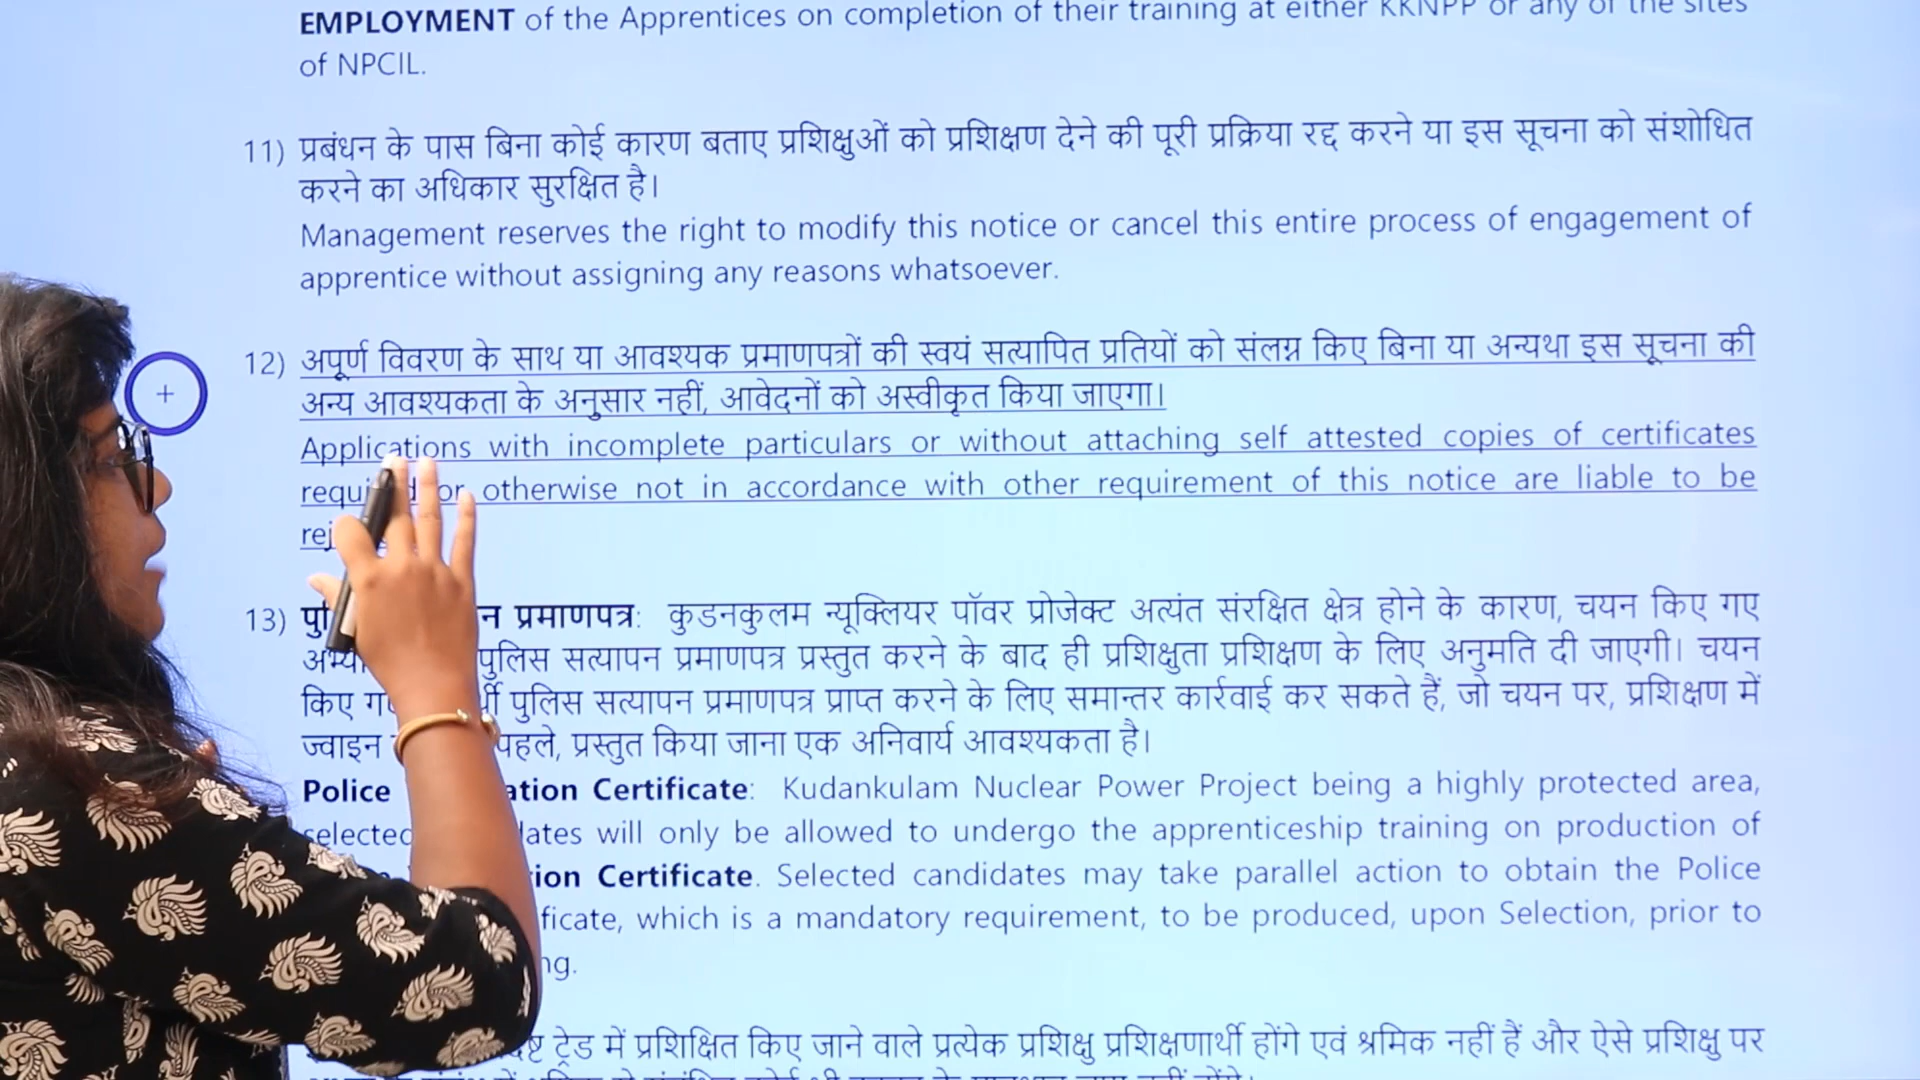 EMPLOYMENT of the Apprentices on completion of their training at either KKNPP or any of the sites
of NPCIL.
11) प्रबंधन के पास बिना कोई कारण बताए प्रशिक्षुओं को प्रशिक्षण देने की पूरी प्रक्रिया रद्द करने या इस सूचना को संशोधित
करने का अधिकार सुरक्षित है।
Management reserves the right to modify this notice or cancel this entire process of engagement of
apprentice without assigning any reasons whatsoever.
12) अपूर्ण विवरण के साथ या आवश्यक प्रमाणपत्रों की स्वयं सत्यापित प्रतियों को संलग्न किए बिना या अन्यथा इस सूचना की
अन्य आवश्यकता के अनुसार नहीं, आवेदनों को अस्वीकृत किया जाएगा।
Applications with incomplete particulars or without attaching self attested copies of certificates
or otherwise not in accordance with other requirement of this notice are liable to be
13) प्रमाणपत्र: कुडनकुलम न्यूक्लियर पॉवर प्रोजेक्ट अत्यंत संरक्षित क्षेत्र होने के कारण, चयन किए गए
पुलिस सत्यापन प्रमाणपत्र प्रस्तुत करने के बाद ही प्रशिक्षुता प्रशिक्षण के लिए अनुमति दी जाएगी। चयन
किए पुलिस सत्यापन प्रमाणपत्र प्राप्त करने के लिए समान्तर कार्रवाई कर सकते हैं, जो चयन पर, प्रशिक्षण में
ज्वाइन पहले, प्रस्तुत किया जाना एक अनिवार्य आवश्यकता है।
Police Certificate: Kudankulam Nuclear Power Project being a highly protected area,
selected will only be allowed to undergo the apprenticeship training on production of
Certificate. Selected candidates may take parallel action to obtain the Police
which is a mandatory requirement, to be produced, upon Selection, prior to
ट्रेड में प्रशिक्षित किए जाने वाले प्रत्येक प्रशिक्षु प्रशिक्षणार्थी होंगे एवं श्रमिक नहीं हैं और ऐसे प्रशिक्षु पर